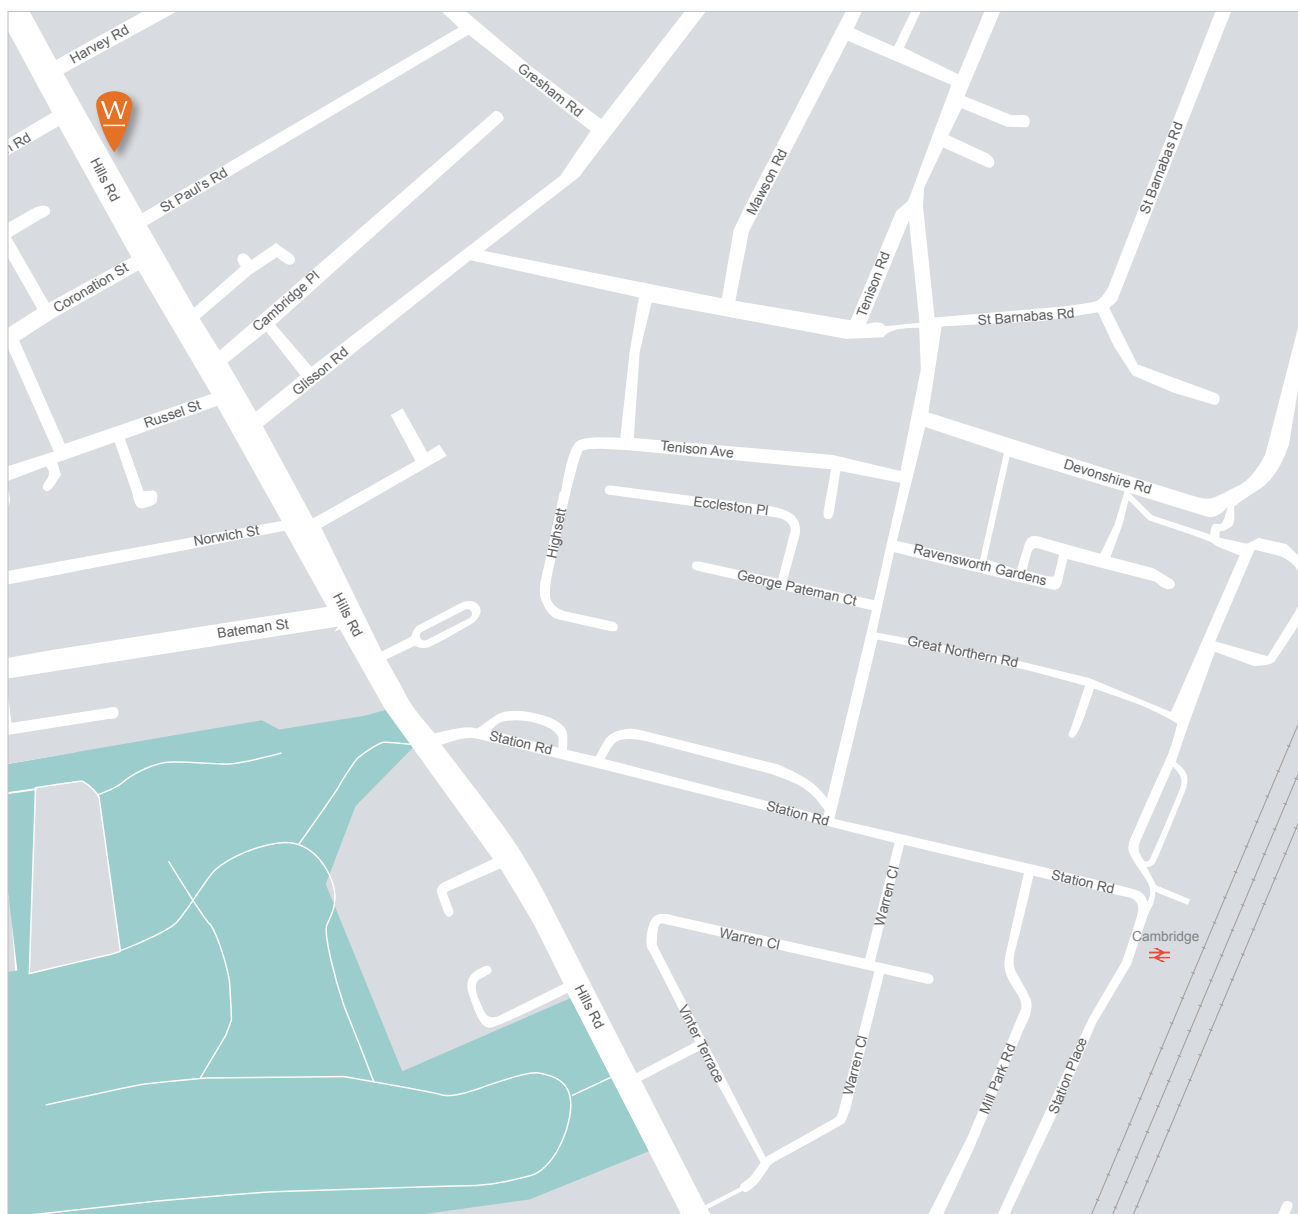 Harvey Rd
Gresham Rd
W
Rd
Hills Rd
St Paul's Rd
Mawson Rd
St Barnabas Rd
Coronation St
Cambridge Pl
Tenison Rd
St Barnabas Rd
Glisson Rd
Russel St
Tenison Ave
Devonshire Rd
Eccleston Pl
Highsett
Norwich St
Ravensworth Gardens
George Pateman Ct
Hills Rd
Bateman St
Great Northern Rd
Station Rd
Station Rd
Station Rd
Warren Cl
Warren Cl
Cambridge
Hills Rd
Vinter Terrace
Warren Cl
Mill Park Rd
Station Place